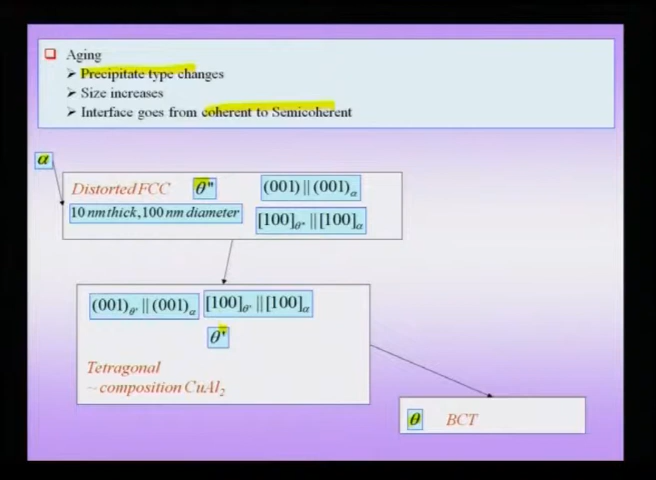 Aging
➤ Precipitate type changes
➤ Size increases
➤ Interface goes from coherent to Semicoherent
α
Distorted FCC θ" (001) || (001)α
10 nm thick, 100 nm diameter [100]θ" || [100]α
(001)θ' || (001)α [100]θ' || [100]α
θ'
Tetragonal
~composition CuAl₂
θ BCT